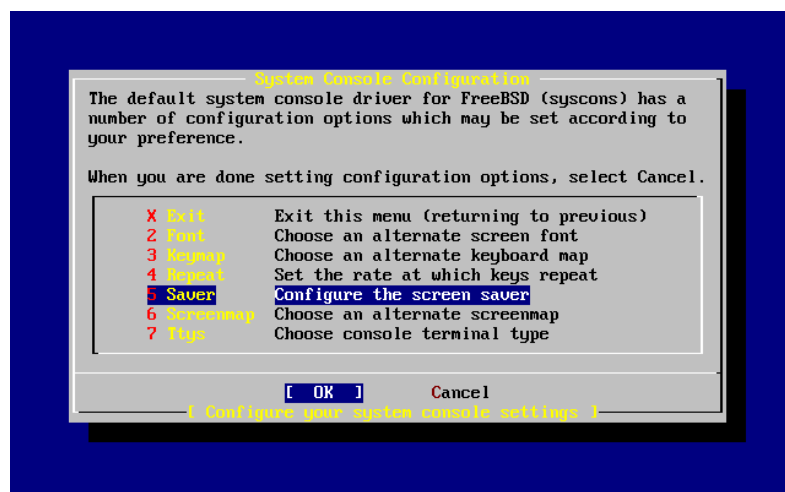 System Console Configuration
The default system console driver for FreeBSD (syscons) has a
number of configuration options which may be set according to
your preference.
When you are done setting configuration options, select Cancel.
X Exit Exit this menu (returning to previous)
2 Font Choose an alternate screen font
3 Keymap Choose an alternate keyboard map
4 Repeat Set the rate at which keys repeat
5 Saver Configure the screen saver
6 Screenmap Choose an alternate screenmap
7 Ttys Choose console terminal type
[ OK ] Cancel
[ Configure your system console settings ]